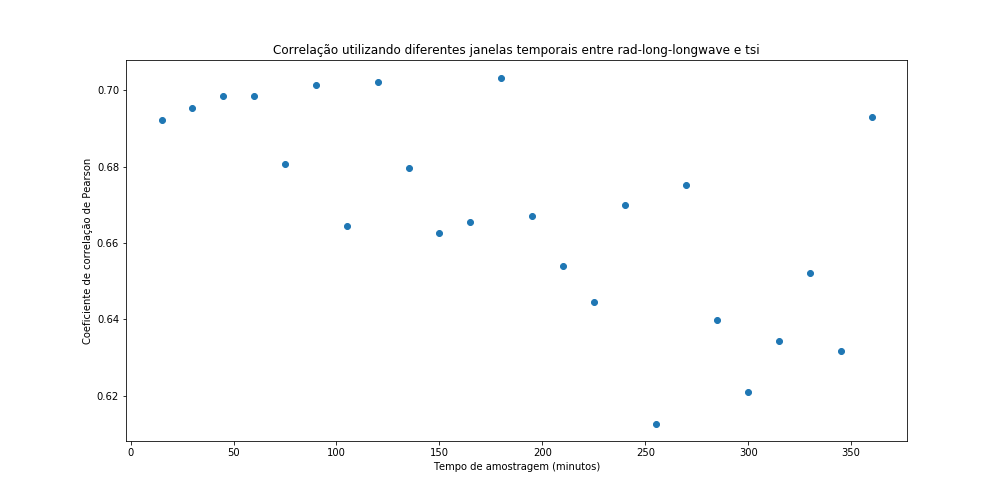 Correlação utilizando diferentes janelas temporais entre rad-long-longwave e tsi
Coeficiente de correlação de Pearson
0.70
0.68
0.66
0.64
0.62
0 50 100 150 200 250 300 350
Tempo de amostragem (minutos)